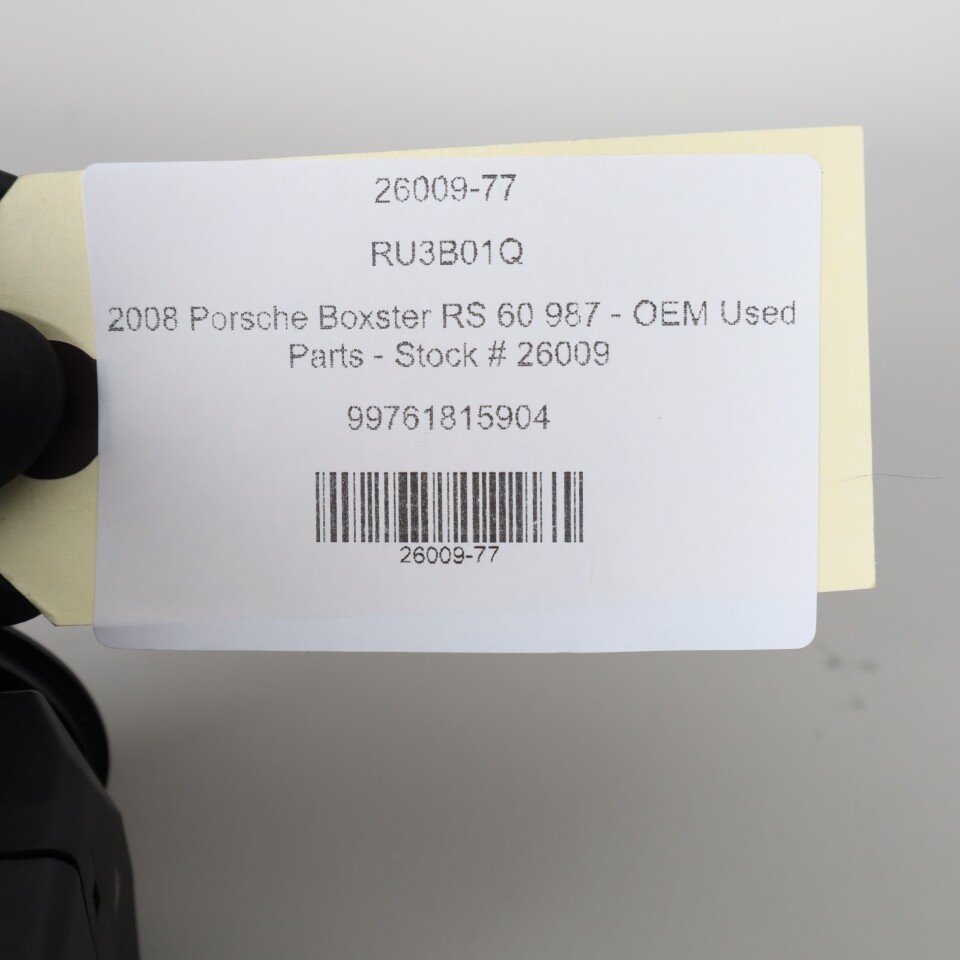 26009-77
RU3B01Q
2008 Porsche Boxster RS 60 987 - OEM Used
Parts - Stock # 26009
99761815904
26009-77